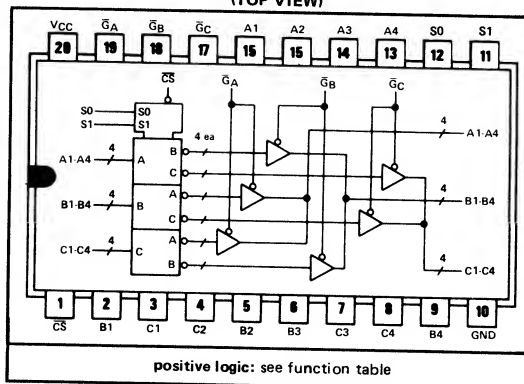 (TOP VIEW)
VCC G̅A G̅B G̅C A1 A2 A3 A4 S0 S1
20 19 18 17 15 15 14 13 12 11
C̅S̅ G̅A G̅B G̅C
S0 S0
S1 S1
4 ea 4
A1-A4
A1-A4 4 A B
C
A 4
B1-B4 4 B B1-B4
C
C1-C4 4 C A 4
B C1-C4
1 2 3 4 5 6 7 8 9 10
C̅S̅ B1 C1 C2 B2 B3 C3 C4 B4 GND
positive logic: see function table